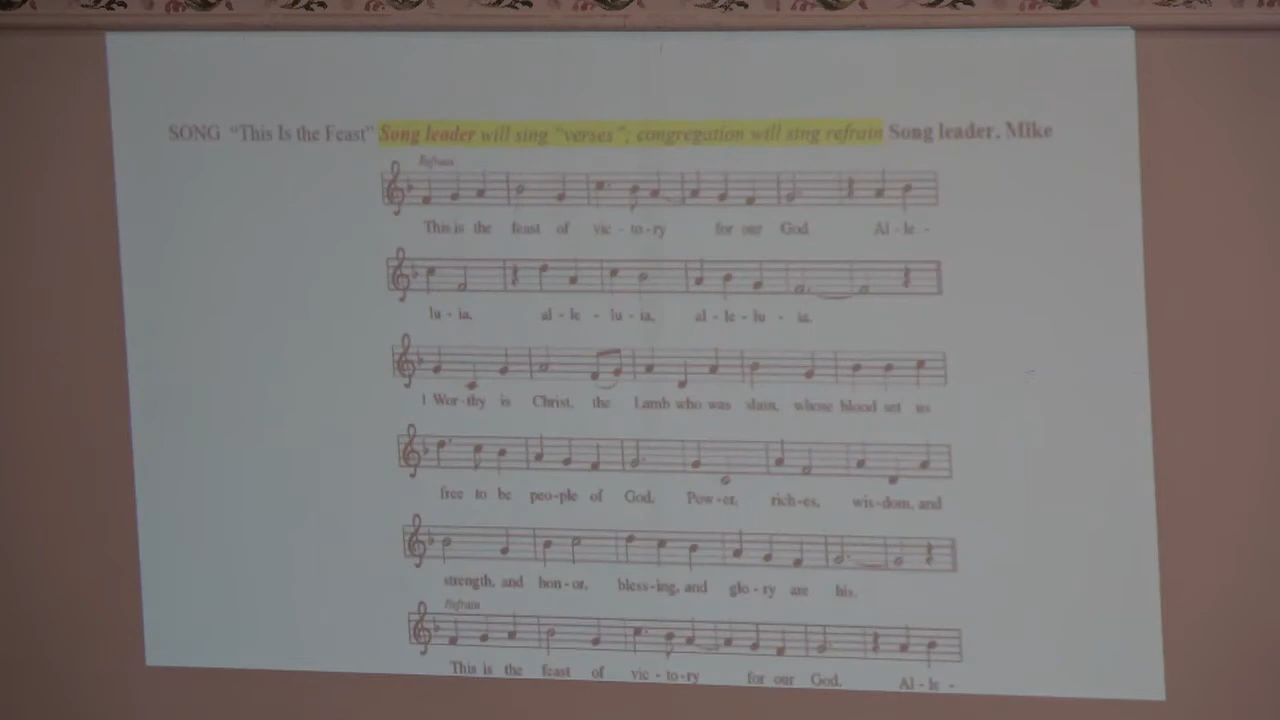 SONG "This Is the Feast" Song leader will sing "verses"; congregation will sing refrain Song leader, Mike
Refrain
This is the feast of vic - to - ry for our God. Al - le -
lu - ia, al - le - lu - ia, al - le - lu - ia.
1 Wor - thy is Christ, the Lamb who was slain, whose blood set us
free to be peo - ple of God. Pow - er, rich - es, wis - dom, and
strength, and hon - or, bless - ing, and glo - ry are his.
Refrain
This is the feast of vic - to - ry for our God. Al - le -